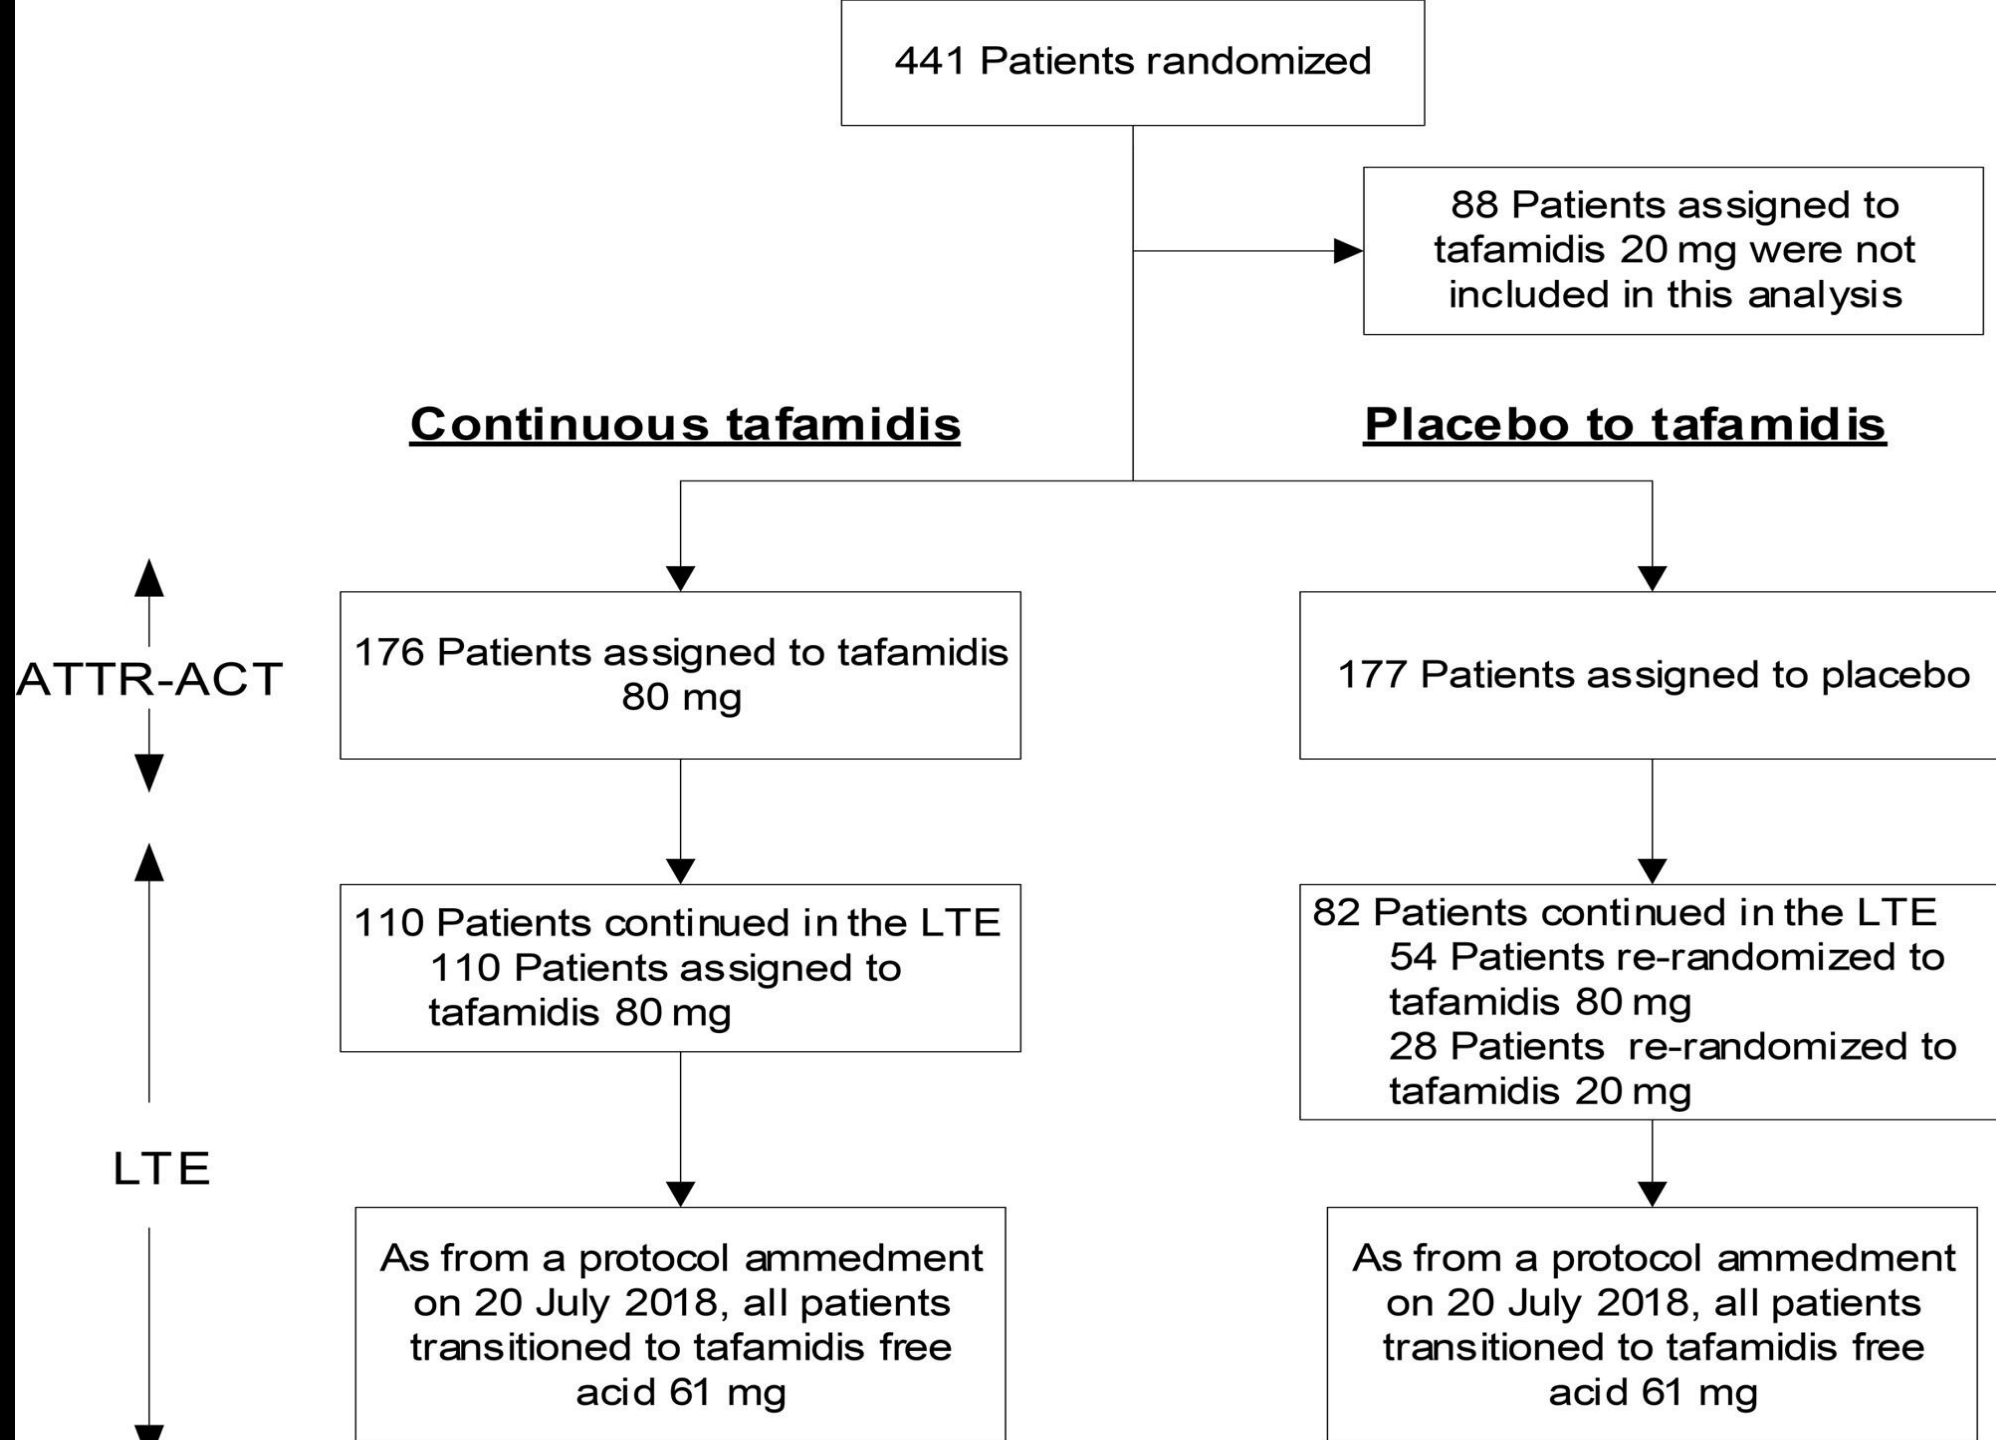 441 Patients randomized
88 Patients assigned to
tafamidis 20 mg were not
included in this analysis
Continuous tafamidis
Placebo to tafamidis
ATTR-ACT
176 Patients assigned to tafamidis
80 mg
177 Patients assigned to placebo
110 Patients continued in the LTE
110 Patients assigned to
tafamidis 80 mg
82 Patients continued in the LTE
54 Patients re-randomized to
tafamidis 80 mg
28 Patients re-randomized to
tafamidis 20 mg
LTE
As from a protocol ammedment
on 20 July 2018, all patients
transitioned to tafamidis free
acid 61 mg
As from a protocol ammedment
on 20 July 2018, all patients
transitioned to tafamidis free
acid 61 mg